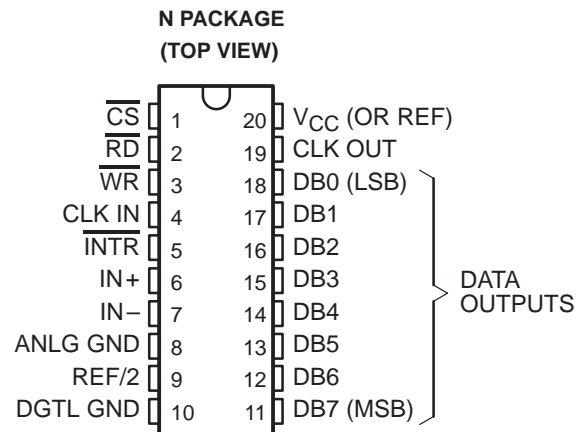 N PACKAGE
(TOP VIEW)
CS 1 20 VCC (OR REF)
RD 2 19 CLK OUT
WR 3 18 DB0 (LSB)
CLK IN 4 17 DB1
INTR 5 16 DB2
IN+ 6 15 DB3
IN– 7 14 DB4
ANLG GND 8 13 DB5
REF/2 9 12 DB6
DGTL GND 10 11 DB7 (MSB)
DATA
OUTPUTS